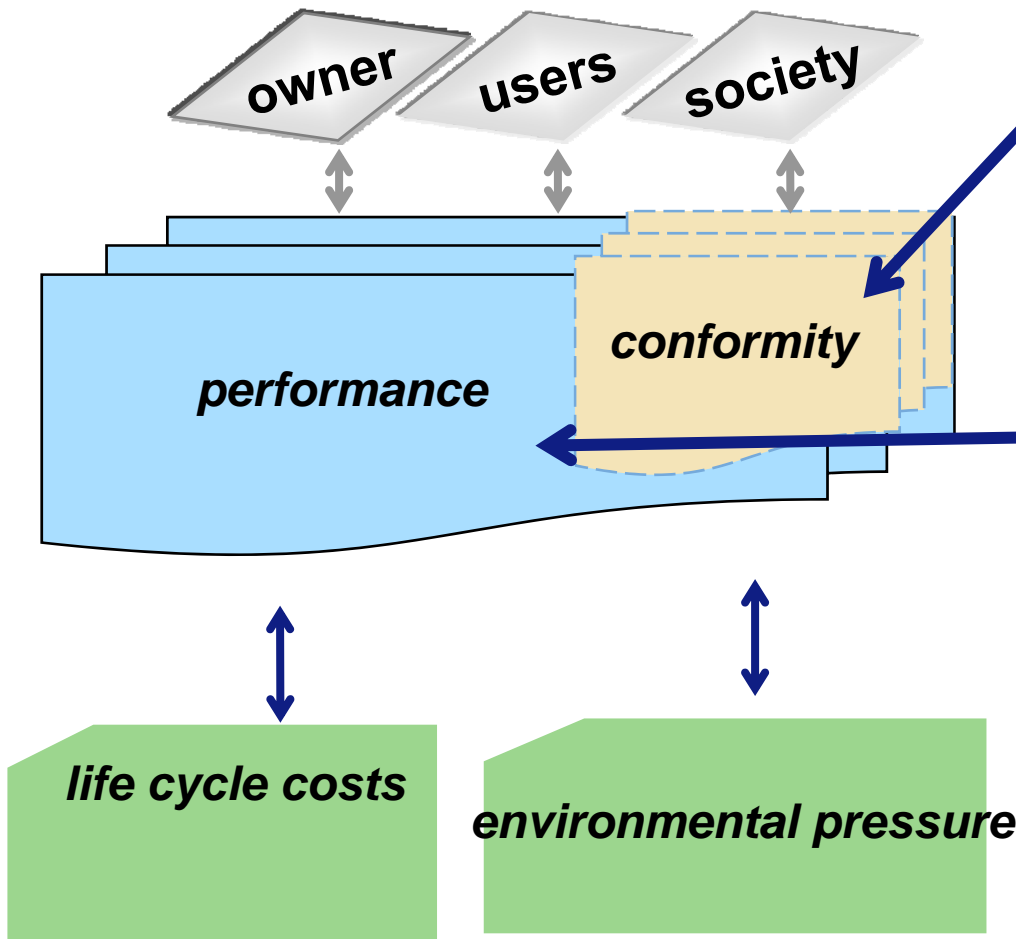 owner
users
society
conformity
performance
life cycle costs
environmental pressure